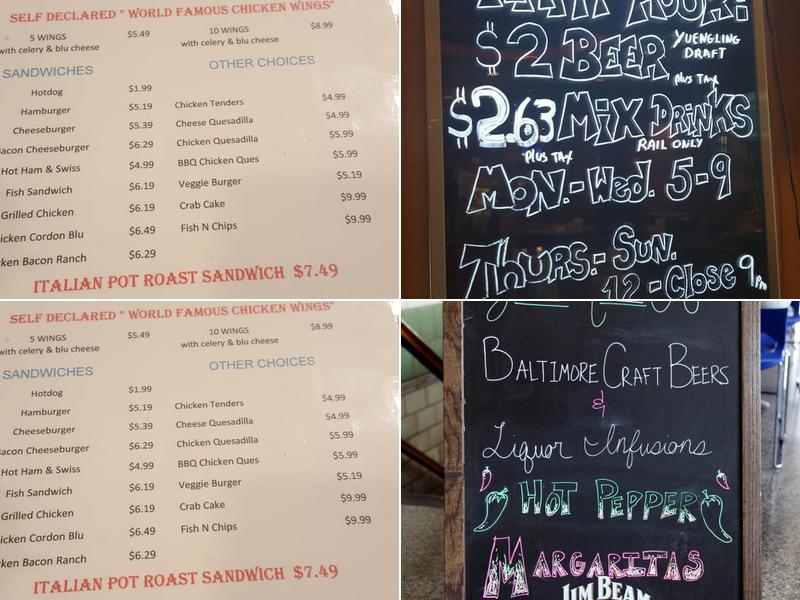 SELF DECLARED " WORLD FAMOUS CHICKEN WINGS"
5 WINGS $5.49 10 WINGS $8.99
with celery & blu cheese with celery & blu cheese
SANDWICHES OTHER CHOICES
Hotdog $1.99
Hamburger $5.19 Chicken Tenders $4.99
Cheeseburger $5.39 Cheese Quesadilla $4.99
Bacon Cheeseburger $6.29 Chicken Quesadilla $5.99
Hot Ham & Swiss $4.99 BBQ Chicken Ques $5.99
Fish Sandwich $6.19 Veggie Burger $5.19
Grilled Chicken $6.19 Crab Cake $9.99
icken Cordon Blu $6.49 Fish N Chips $9.99
ken Bacon Ranch $6.29
ITALIAN POT ROAST SANDWICH $7.49
$2 BEER YUENGLING
DRAFT
plus Tax
$2.63 MIX DRINKS
RAIL ONLY
plus TAX
MON.-Wed. 5-9
THURS.-SUN.
12-Close 9pm
SELF DECLARED " WORLD FAMOUS CHICKEN WINGS"
5 WINGS $5.49 10 WINGS $8.99
with celery & blu cheese with celery & blu cheese
SANDWICHES OTHER CHOICES
Hotdog $1.99
Hamburger $5.19 Chicken Tenders $4.99
Cheeseburger $5.39 Cheese Quesadilla $4.99
Bacon Cheeseburger $6.29 Chicken Quesadilla $5.99
Hot Ham & Swiss $4.99 BBQ Chicken Ques $5.99
Fish Sandwich $6.19 Veggie Burger $5.19
Grilled Chicken $6.19 Crab Cake $9.99
icken Cordon Blu $6.49 Fish N Chips $9.99
ken Bacon Ranch $6.29
ITALIAN POT ROAST SANDWICH $7.49
BALTIMORE CRAFT BEERS
&
Liquor Infusions
HOT PEPPER
MARGARITAS
JIM BEAM